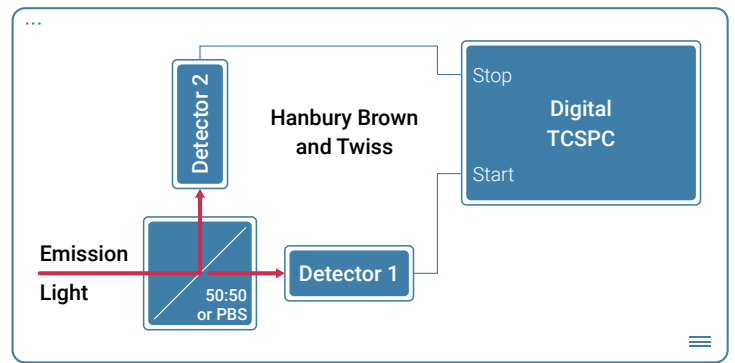 ...
Detector 2
Hanbury Brown
and Twiss
Stop
Digital
TCSPC
Start
Emission
Light
50:50
or PBS
Detector 1